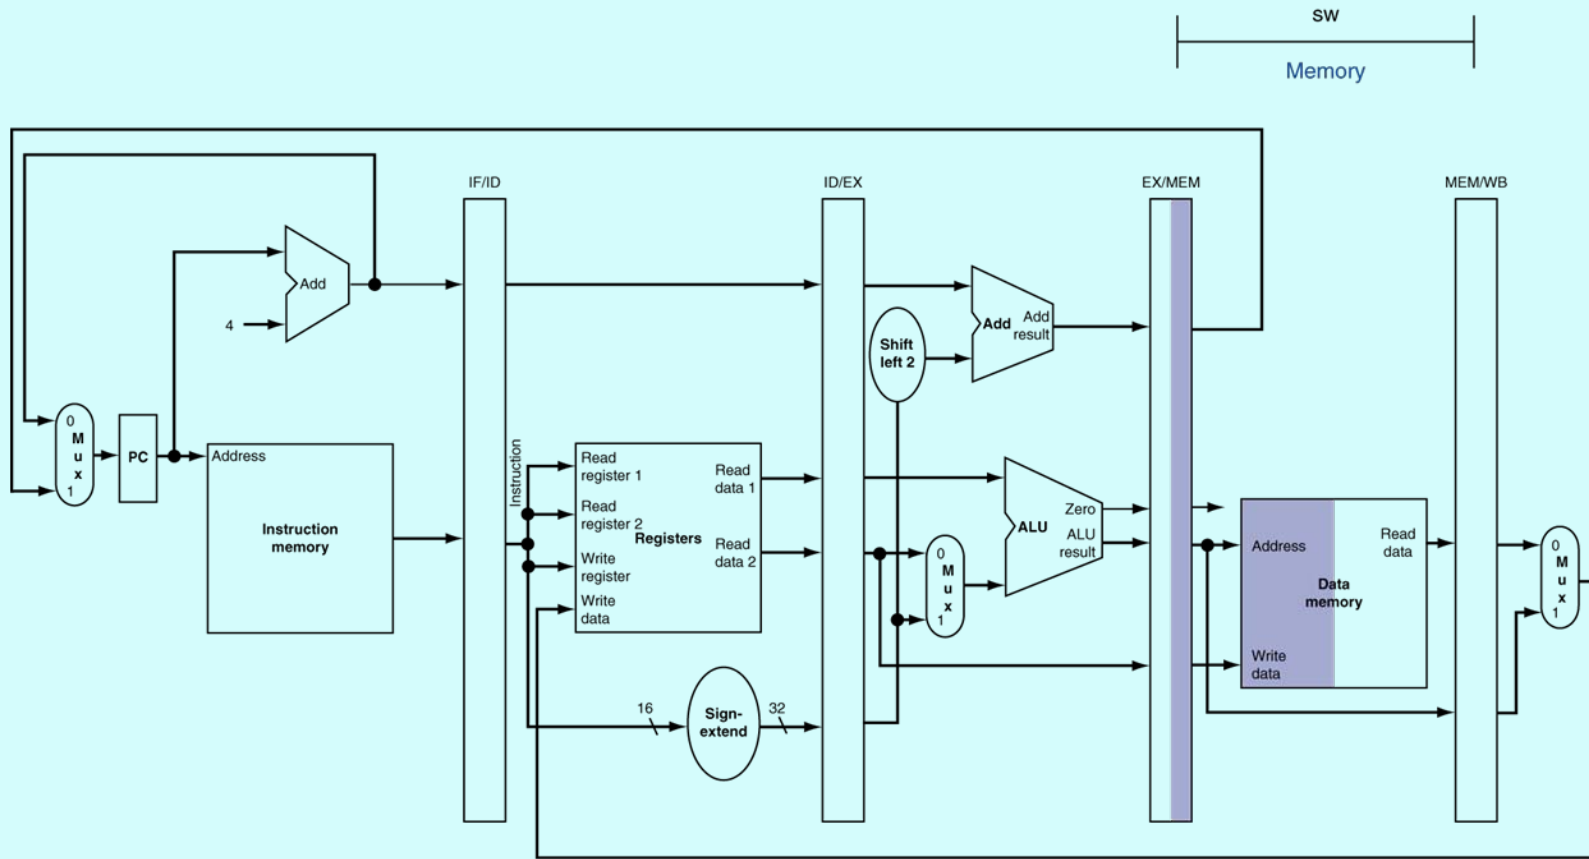 SW
Memory
IF/ID
ID/EX
EX/MEM
MEM/WB
Add
4
Shift
left 2
Add
Add
result
0
M
u
x
1
PC
Address
Instruction
memory
Instruction
Read
register 1
Read
register 2
Write
register
Write
data
Registers
Read
data 1
Read
data 2
16
Sign-
extend
32
0
M
u
x
1
ALU
Zero
ALU
result
Address
Write
data
Data
memory
Read
data
0
M
u
x
1